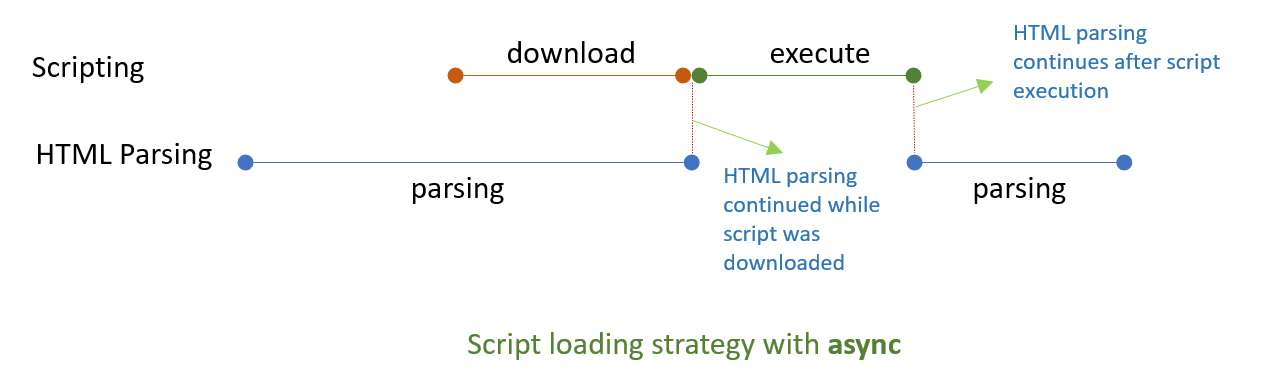 Scripting
download
execute
HTML parsing
continues after script
execution
HTML Parsing
parsing
HTML parsing
continued while
script was
downloaded
parsing
Script loading strategy with async